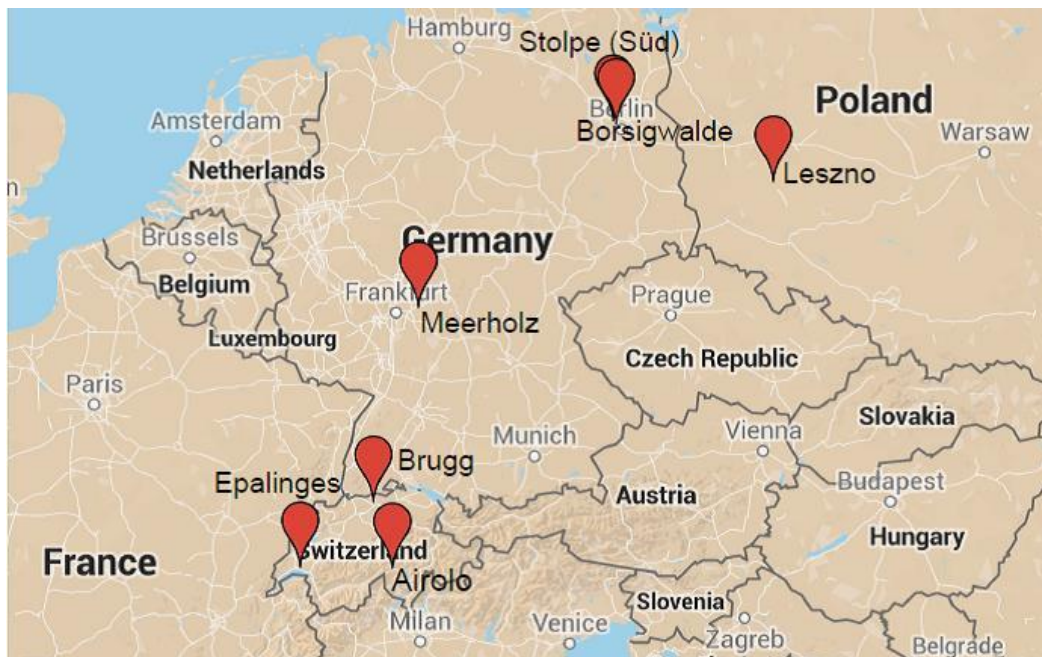 Hamburg
Stolpe (Süd)
Berlin
Borsigwalde
Poland
Warsaw
Leszno
Amsterdam
Netherlands
n
Brussels
Belgium
Germany
Frankfurt
Meerholz
Luxembourg
Prague
Czech Republic
Paris
Slovakia
Munich
Vienna
Brugg
Epalinges
Austria
Budapest
Hungary
France
Switzerland
Airolo
Slovenia
Milan
Venice
Zagreb
Belgrade